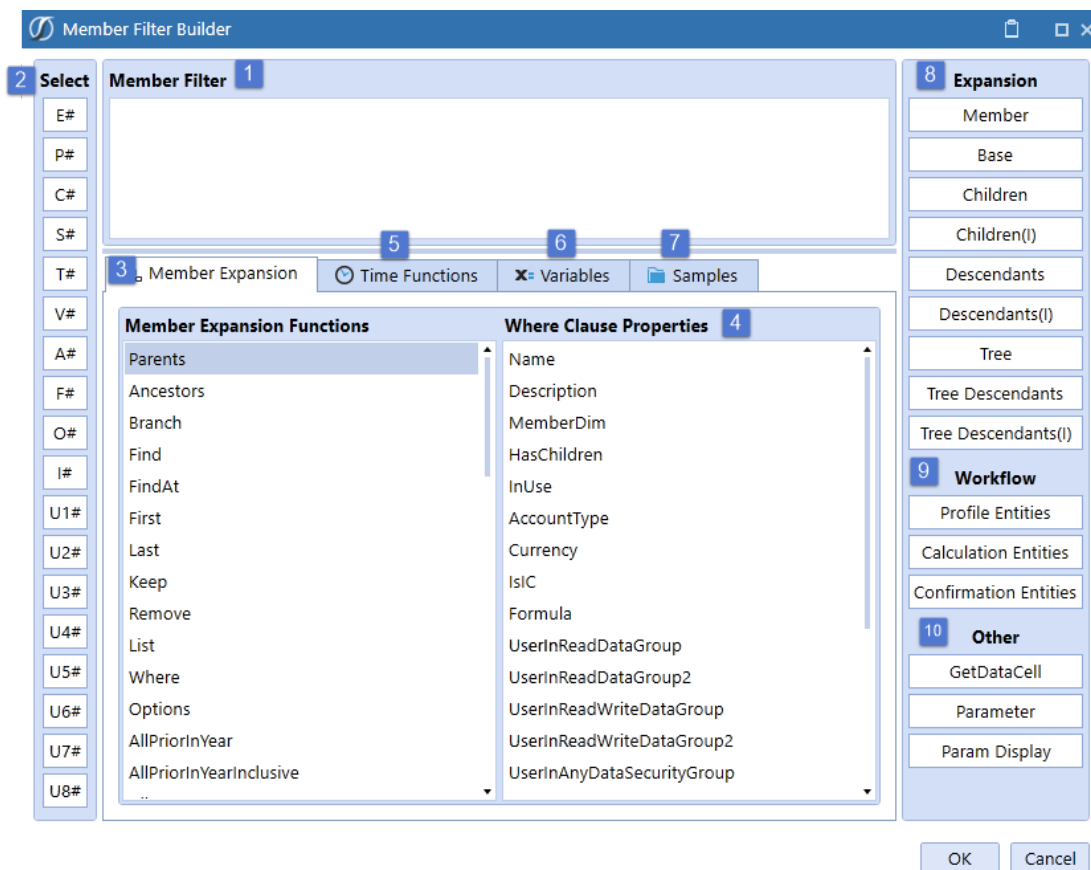 Member Filter Builder
2 Select
E#
P#
C#
S#
T#
V#
A#
F#
O#
I#
U1#
U2#
U3#
U4#
U5#
U6#
U7#
U8#
Member Filter 1
3 Member Expansion
5
Time Functions
6
X= Variables
7
Samples
Member Expansion Functions
Parents
Ancestors
Branch
Find
FindAt
First
Last
Keep
Remove
List
Where
Options
AllPriorInYear
AllPriorInYearInclusive
Where Clause Properties 4
Name
Description
MemberDim
HasChildren
InUse
AccountType
Currency
IsIC
Formula
UserInReadDataGroup
UserInReadDataGroup2
UserInReadWriteDataGroup
UserInReadWriteDataGroup2
UserInAnyDataSecurityGroup
8 Expansion
Member
Base
Children
Children(I)
Descendants
Descendants(I)
Tree
Tree Descendants
Tree Descendants(I)
9 Workflow
Profile Entities
Calculation Entities
Confirmation Entities
10 Other
GetDataCell
Parameter
Param Display
OK
Cancel